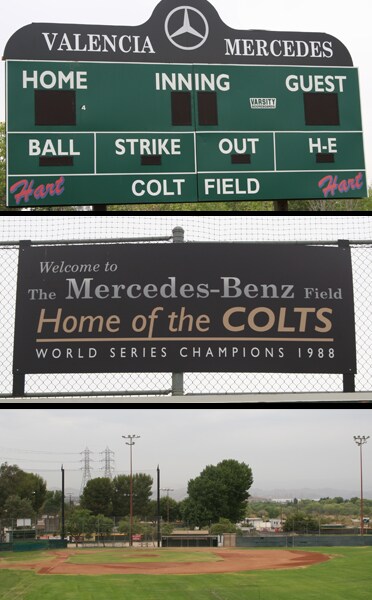 VALENCIA MERCEDES
HOME INNING GUEST
4
VARSITY
BALL STRIKE OUT H-E
Hart COLT FIELD Hart
Welcome to
The Mercedes-Benz Field
Home of the COLTS
WORLD SERIES CHAMPIONS 1988